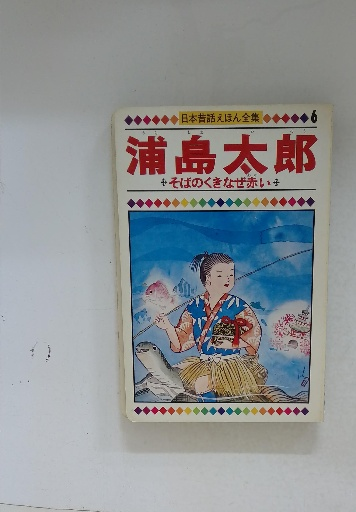 日本昔話えほん全集 6
浦島太郎
そばのくきなぜ赤い